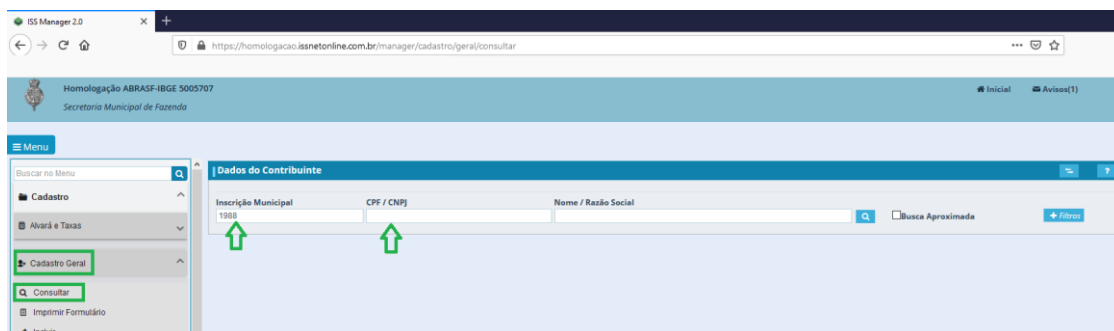 ISS Manager 2.0
https://homologacao.issnetonline.com.br/manager/cadastro/geral/consultar
Homologação ABRASF-IBGE 5005707
Secretaria Municipal de Fazenda
Inicial
Avisos(1)
Menu
Buscar no Menu
Dados do Contribuinte
?
Cadastro
Inscrição Municipal
CPF / CNPJ
Nome / Razão Social
1988
Busca Aproximada
+ Filtros
Alvará e Taxas
Cadastro Geral
Consultar
Imprimir Formulário